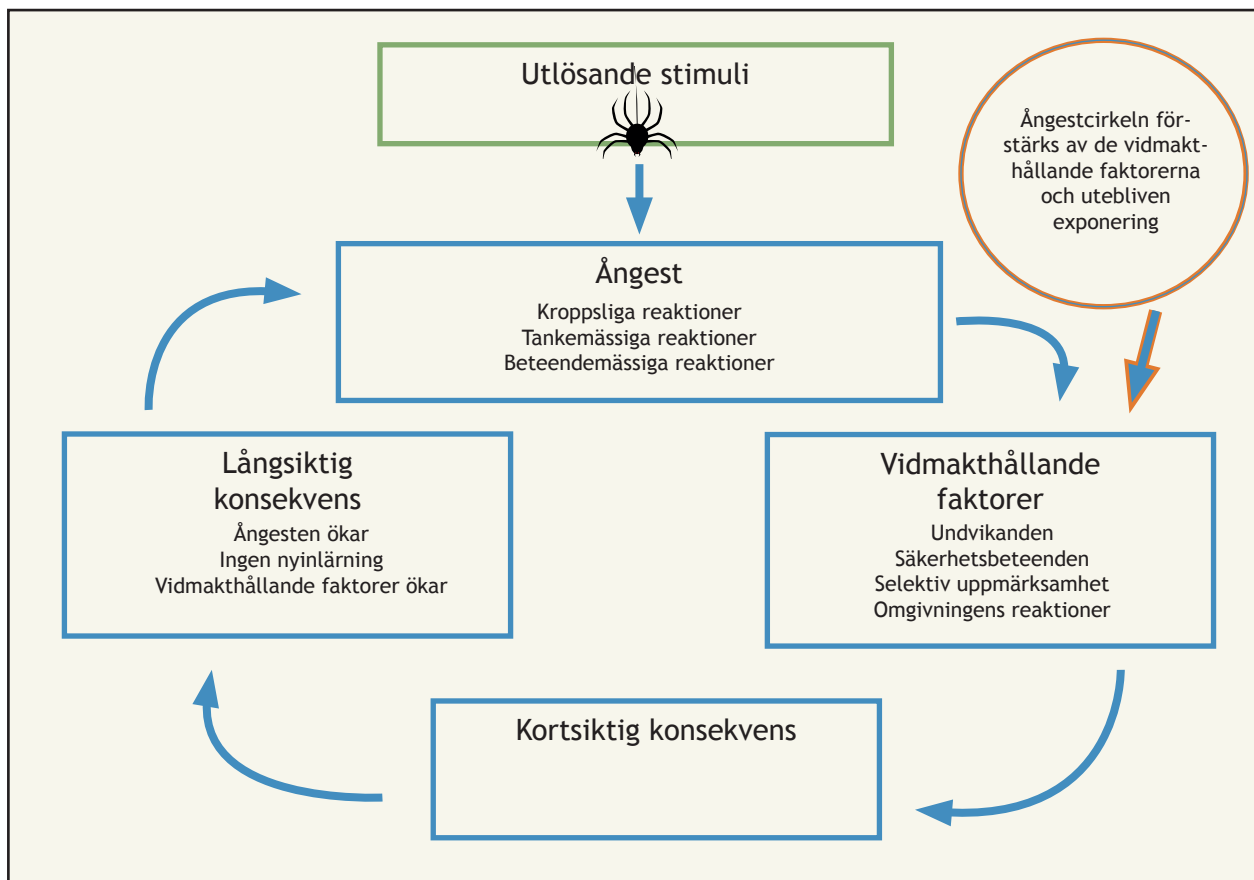 Utlösande stimuli
Ångestcirkeln för-
stärks av de vidmakt-
hållande faktorerna
och utebliven
exponering
Ångest
Kroppsliga reaktioner
Tankemässiga reaktioner
Beteendemässiga reaktioner
Vidmakthållande
faktorer
Undvikanden
Säkerhetsbeteenden
Selektiv uppmärksamhet
Omgivningens reaktioner
Kortsiktig konsekvens
Långsiktig
konsekvens
Ångesten ökar
Ingen nyinlärning
Vidmakthållande faktorer ökar